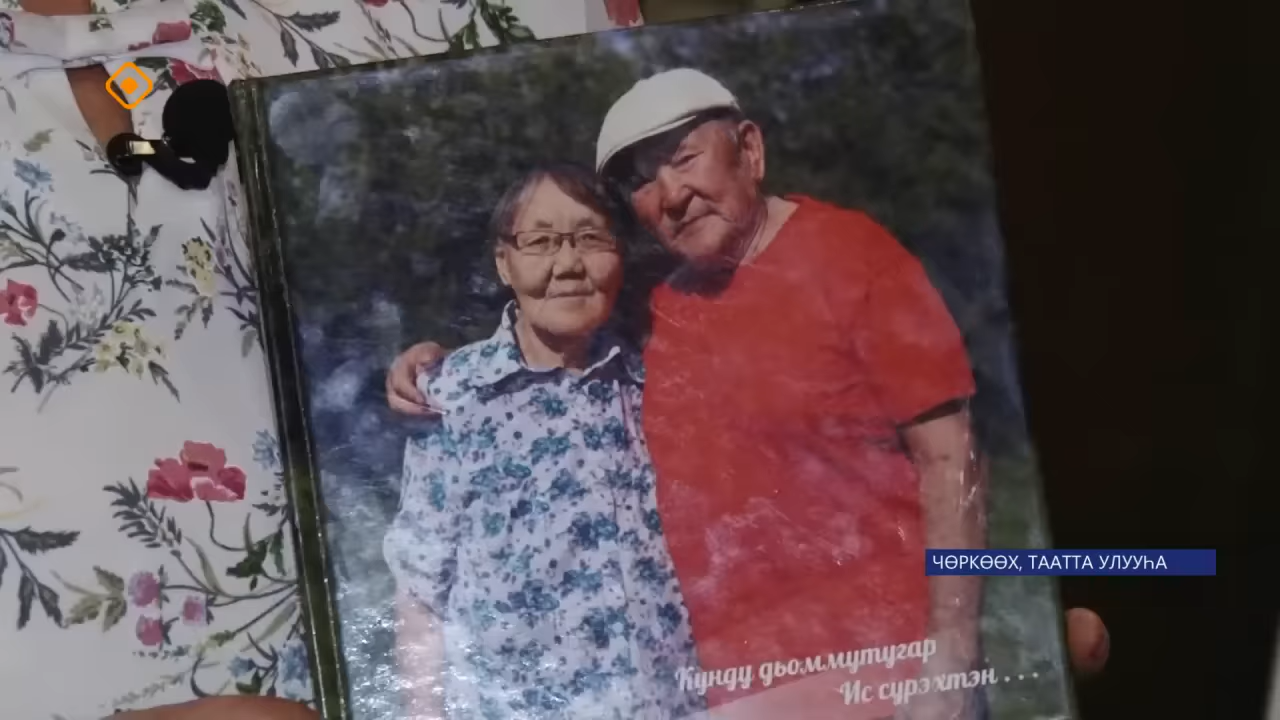 ЧӨРКӨӨХ, ТААТТА УЛУУҺА
Күндү дьоммутугар
Ис сүрэхтэн . . .